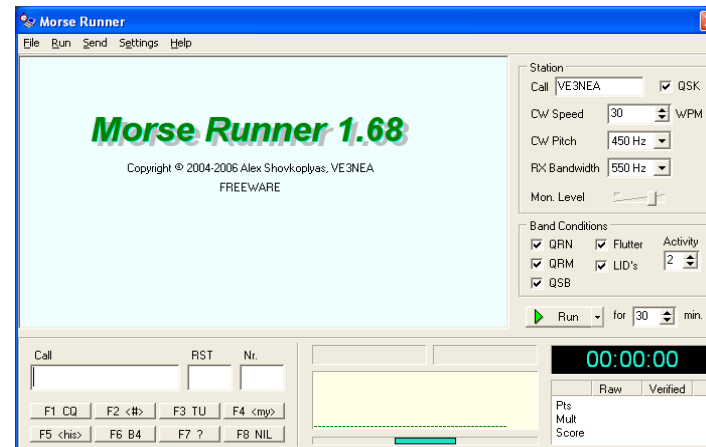 Morse Runner
File Run Send Settings Help
Morse Runner 1.68
Copyright © 2004-2006 Alex Shovkoplyas, VE3NEA
FREEWARE
Station
Call VE3NEA QSK
CW Speed 30 WPM
CW Pitch 450 Hz
RX Bandwidth 550 Hz
Mon. Level
Band Conditions
QRN Flutter Activity
QRM LID's 2
QSB
Run for 30 min.
Call RST Nr.
F1 CQ F2 <#> F3 TU F4 <my>
F5 <his> F6 B4 F7 ? F8 NIL
00:00:00
Raw Verified
Pts
Mult
Score